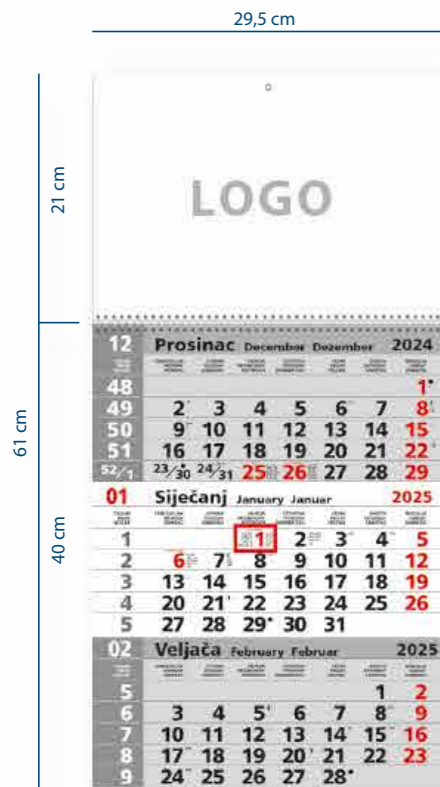 29,5 cm
21 cm
61 cm
40 cm
LOGO
12 Prosinac December Dezember 2024
48 1
49 2 3 4 5 6 7 8
50 9 10 11 12 13 14 15
51 16 17 18 19 20 21 22
52/1 23/30 24/31 25 26 27 28 29
01 Siječanj January Januar 2025
1 1 2 3 4 5
2 6 7 8 9 10 11 12
3 13 14 15 16 17 18 19
4 20 21 22 23 24 25 26
5 27 28 29 30 31
02 Veljača February Februar 2025
5 1 2
6 3 4 5 6 7 8 9
7 10 11 12 13 14 15 16
8 17 18 19 20 21 22 23
9 24 25 26 27 28